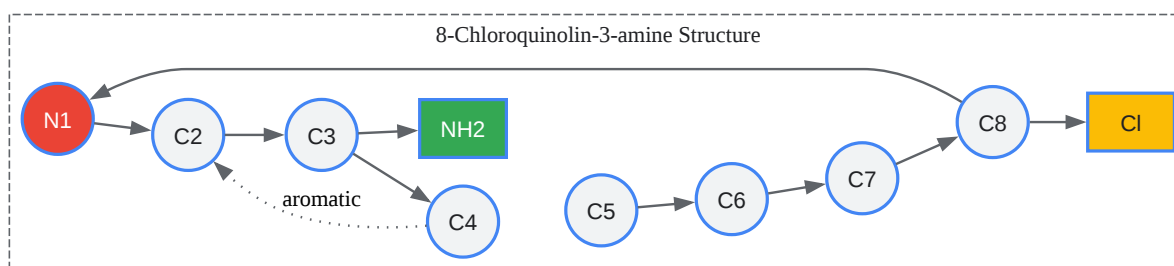 8-Chloroquinolin-3-amine Structure
N1
C2
C3
NH2
aromatic
C4
C5
C6
C7
C8
Cl